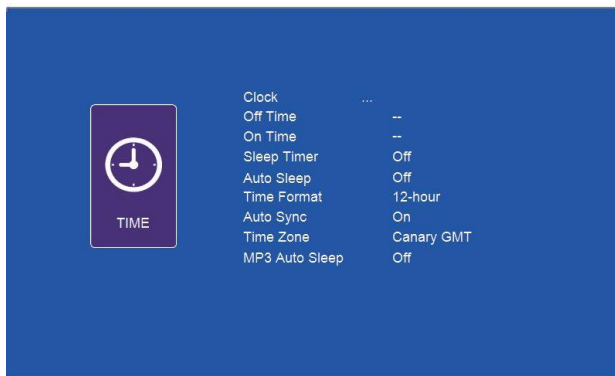 Clock ...
Off Time --
On Time --
Sleep Timer Off
Auto Sleep Off
Time Format 12-hour
Auto Sync On
Time Zone Canary GMT
MP3 Auto Sleep Off
TIME